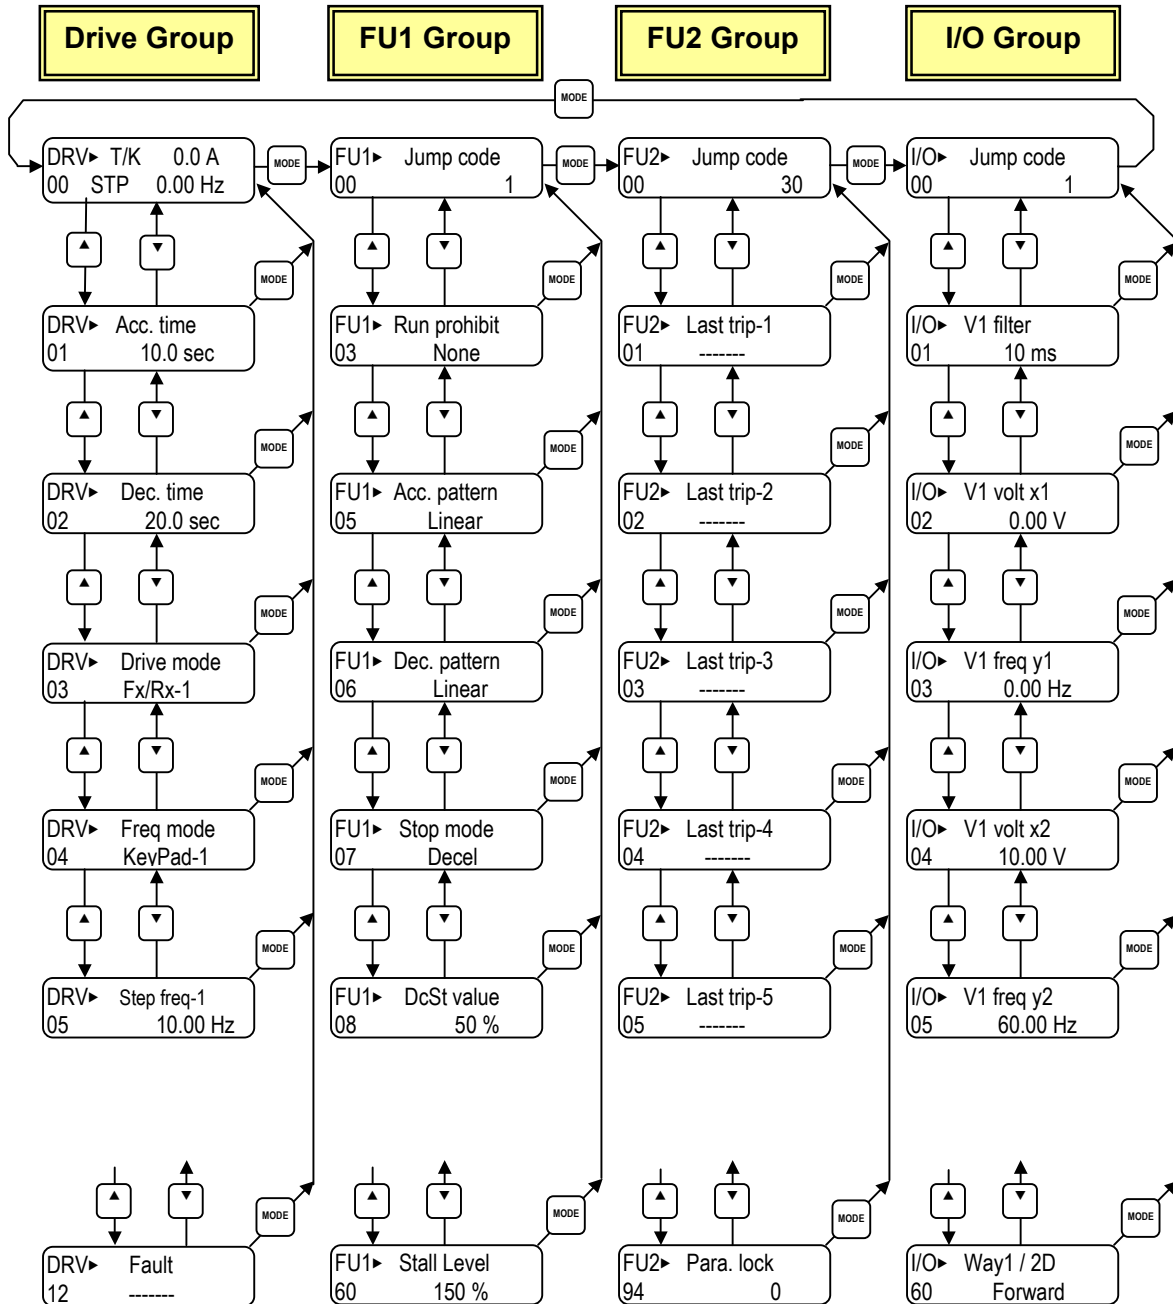 Drive Group
FU1 Group
FU2 Group
I/O Group
MODE
DRV► T/K 0.0 A
00 STP 0.00 Hz
MODE
FU1► Jump code
00 1
MODE
FU2► Jump code
00 30
MODE
I/O► Jump code
00 1
▲ ▼
▲ ▼
▲ ▼
▲ ▼
MODE
MODE
MODE
MODE
DRV► Acc. time
01 10.0 sec
FU1► Run prohibit
03 None
FU2► Last trip-1
01 -------
I/O► V1 filter
01 10 ms
▲ ▼
▲ ▼
▲ ▼
▲ ▼
MODE
MODE
MODE
MODE
DRV► Dec. time
02 20.0 sec
FU1► Acc. pattern
05 Linear
FU2► Last trip-2
02 -------
I/O► V1 volt x1
02 0.00 V
▲ ▼
▲ ▼
▲ ▼
▲ ▼
MODE
MODE
MODE
MODE
DRV► Drive mode
03 Fx/Rx-1
FU1► Dec. pattern
06 Linear
FU2► Last trip-3
03 -------
I/O► V1 freq y1
03 0.00 Hz
▲ ▼
▲ ▼
▲ ▼
▲ ▼
MODE
MODE
MODE
MODE
DRV► Freq mode
04 KeyPad-1
FU1► Stop mode
07 Decel
FU2► Last trip-4
04 -------
I/O► V1 volt x2
04 10.00 V
▲ ▼
▲ ▼
▲ ▼
▲ ▼
MODE
MODE
MODE
MODE
DRV► Step freq-1
05 10.00 Hz
FU1► DcSt value
08 50 %
FU2► Last trip-5
05 -------
I/O► V1 freq y2
05 60.00 Hz
▲ ▼
▲ ▼
▲ ▼
▲ ▼
MODE
MODE
MODE
MODE
DRV► Fault
12 -------
FU1► Stall Level
60 150 %
FU2► Para. lock
94 0
I/O► Way1 / 2D
60 Forward